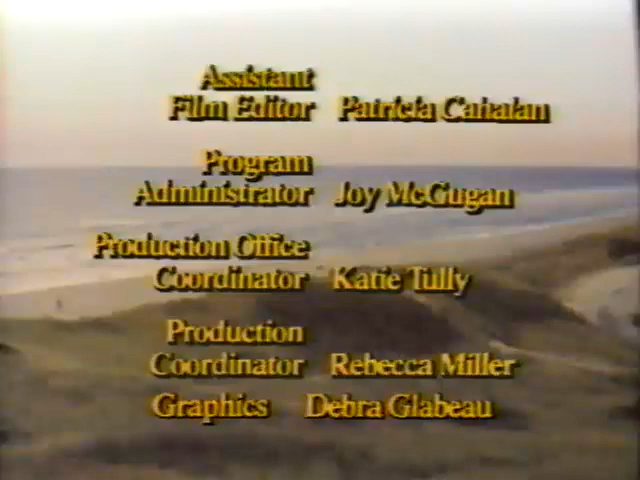 Assistant
Film Editor Patricia Cahalan
Program
Administrator Joy McGugan
Production Office
Coordinator Katie Tully
Production
Coordinator Rebecca Miller
Graphics Debra Glabeau